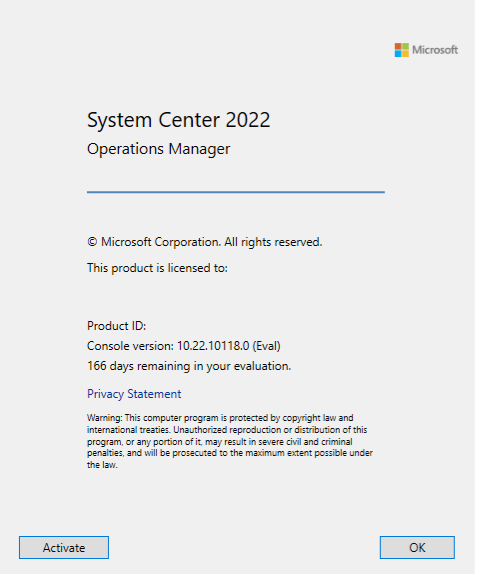 Microsoft
System Center 2022
Operations Manager
© Microsoft Corporation. All rights reserved.
This product is licensed to:
Product ID:
Console version: 10.22.10118.0 (Eval)
166 days remaining in your evaluation.
Privacy Statement
Warning: This computer program is protected by copyright law and
international treaties. Unauthorized reproduction or distribution of this
program, or any portion of it, may result in severe civil and criminal
penalties, and will be prosecuted to the maximum extent possible under
the law.
Activate
OK